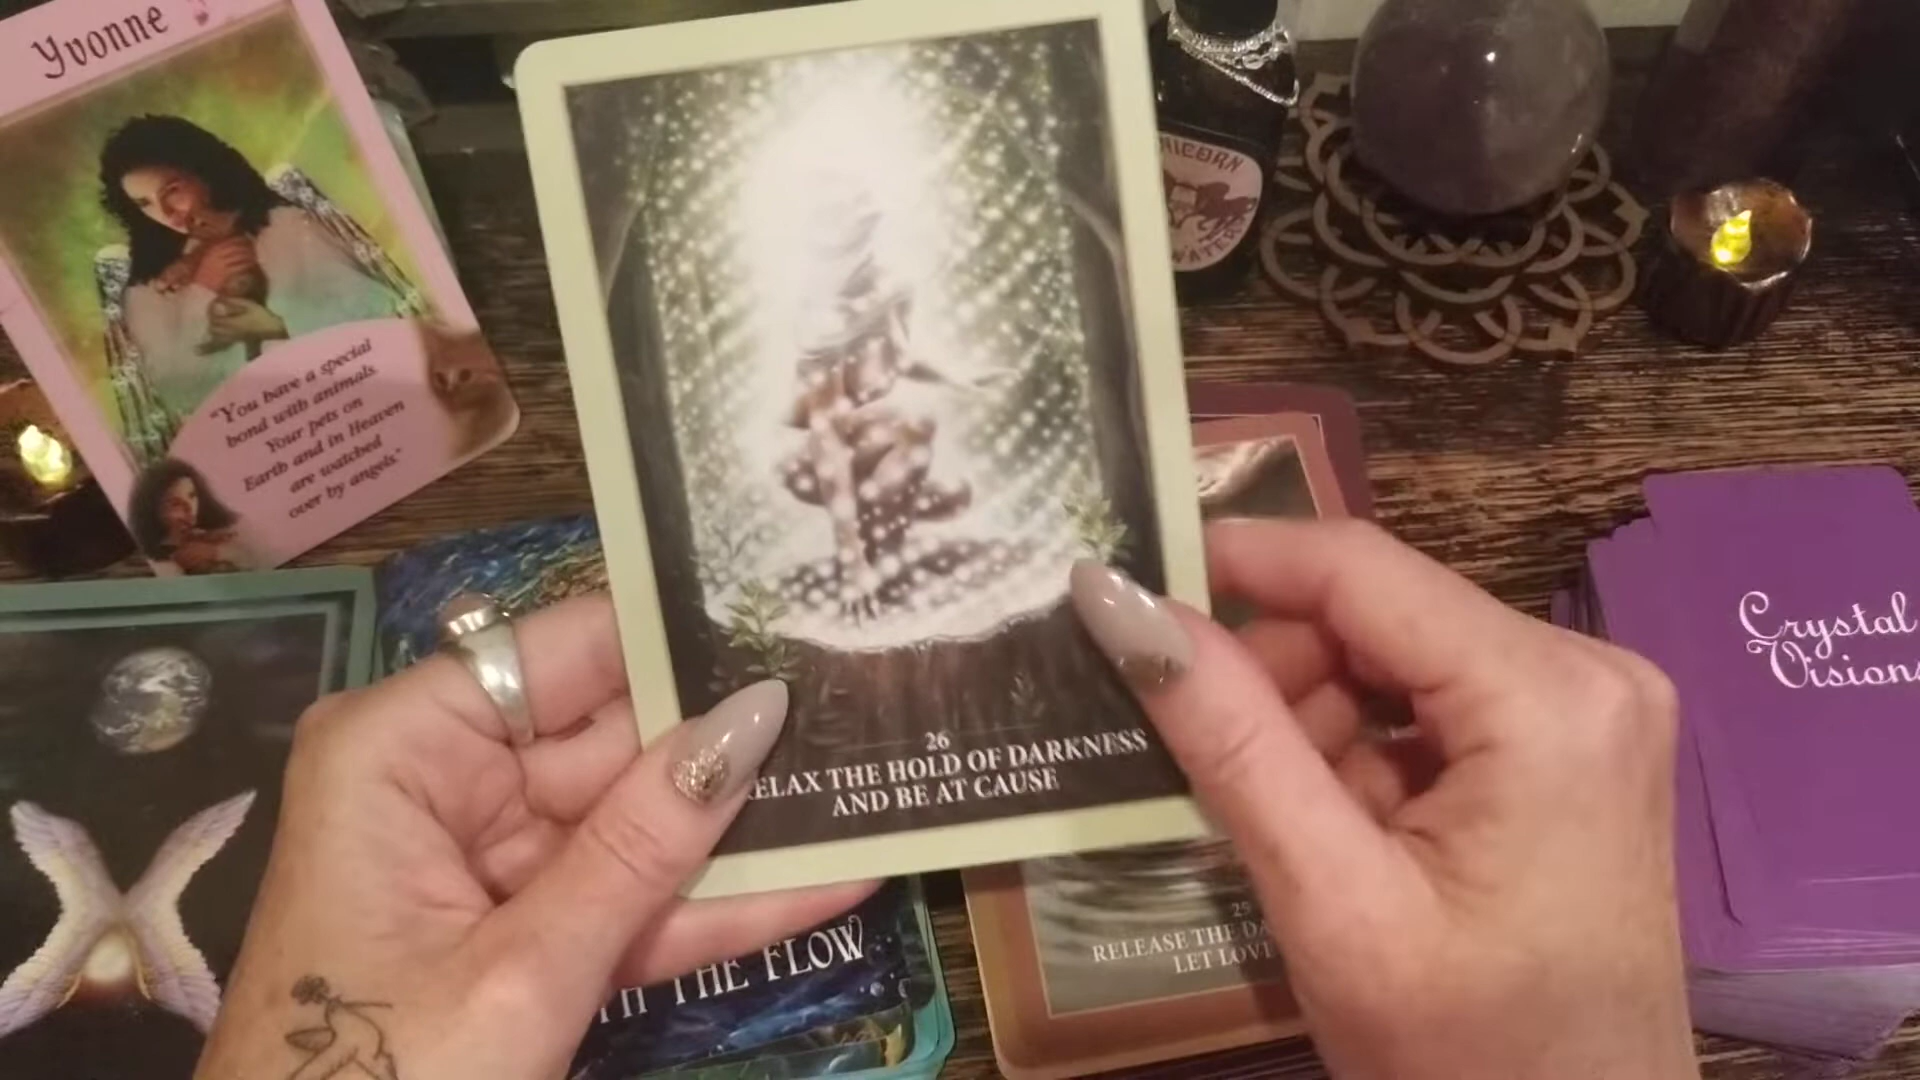 Yvonne
"You have a special
bond with animals.
Your pets on
Earth and in Heaven
are watched
over by angels."
26
RELAX THE HOLD OF DARKNESS
AND BE AT CAUSE
THE FLOW
25
RELEASE THE
LET LOVE
Crystal
Visions